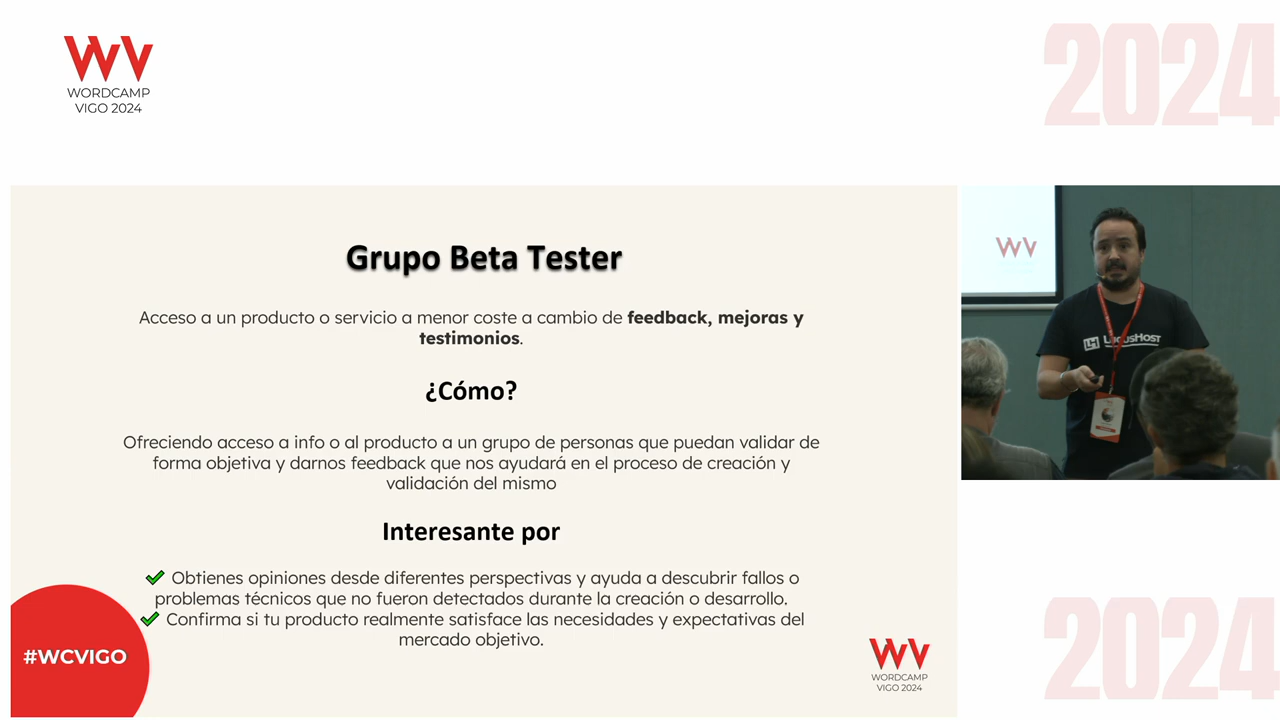 WORDCAMP
VIGO 2024
2024
Grupo Beta Tester
Acceso a un producto o servicio a menor coste a cambio de feedback, mejoras y
testimonios.
¿Cómo?
Ofreciendo acceso a info o al producto a un grupo de personas que puedan validar de
forma objetiva y darnos feedback que nos ayudará en el proceso de creación y
validación del mismo
Interesante por
✔ Obtienes opiniones desde diferentes perspectivas y ayuda a descubrir fallos o
problemas técnicos que no fueron detectados durante la creación o desarrollo.
✔ Confirma si tu producto realmente satisface las necesidades y expectativas del
mercado objetivo.
#WCVIGO
WORDCAMP
VIGO 2024
WV
LH LucusHost
2024